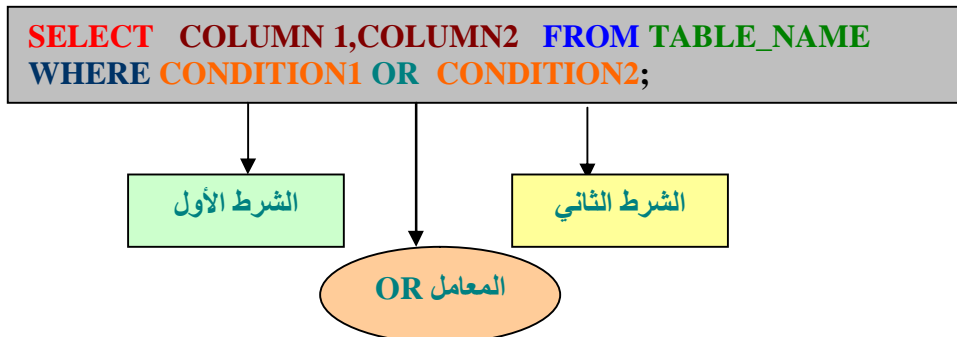 SELECT COLUMN 1,COLUMN2 FROM TABLE_NAME
WHERE CONDITION1 OR CONDITION2;
الشرط الأول
الشرط الثاني
المعامل OR